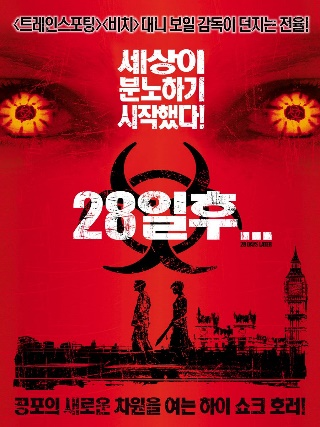 <트레인스포팅><비치> 대니 보일 감독이 던지는 전율!
세상이
분노하기
시작했다!
28일후...
공포의 새로운 차원을 여는 하이 쇼크 호러!